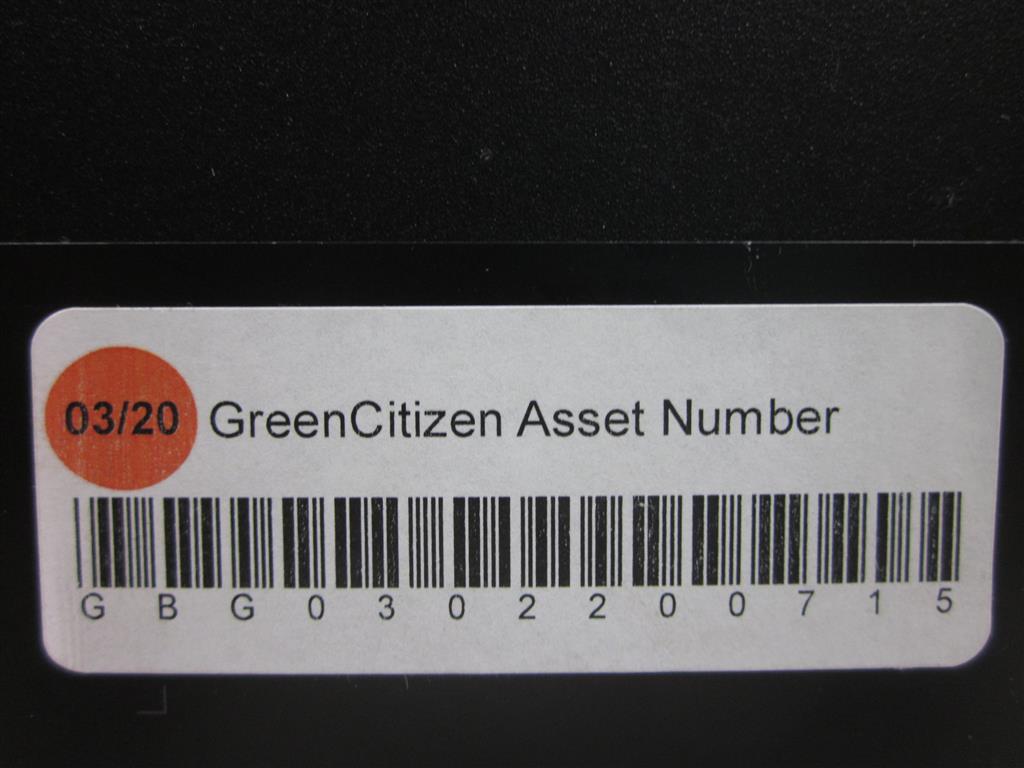 03/20 GreenCitizen Asset Number
G B G 0 3 0 2 2 0 0 7 1 5